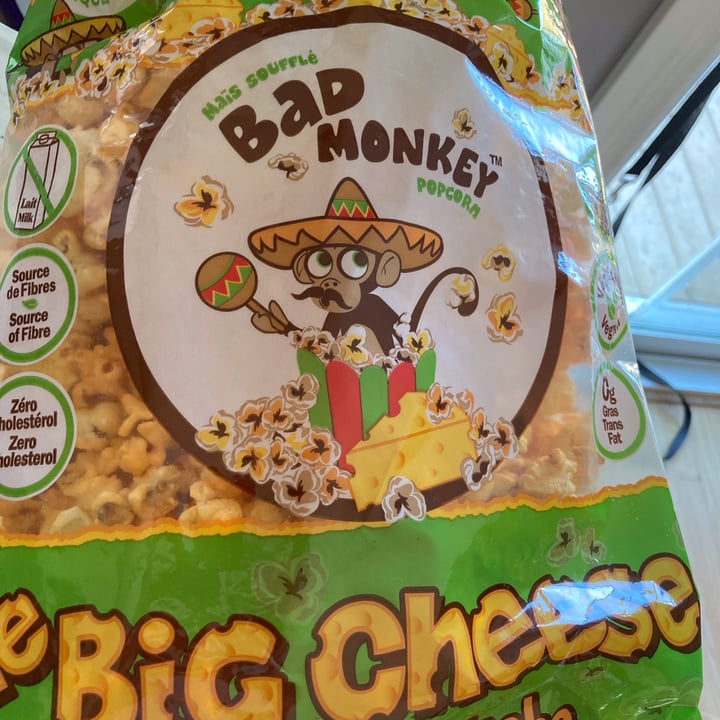 Maïs Soufflé
BaD
MONKEY™
POPCORN
Lait
Milk
Source
de Fibres
Source
of Fibre
Zéro
holestérol
Zero
holesterol
Vegan
0g
Gras
Trans
Fat
e BiG Cheese